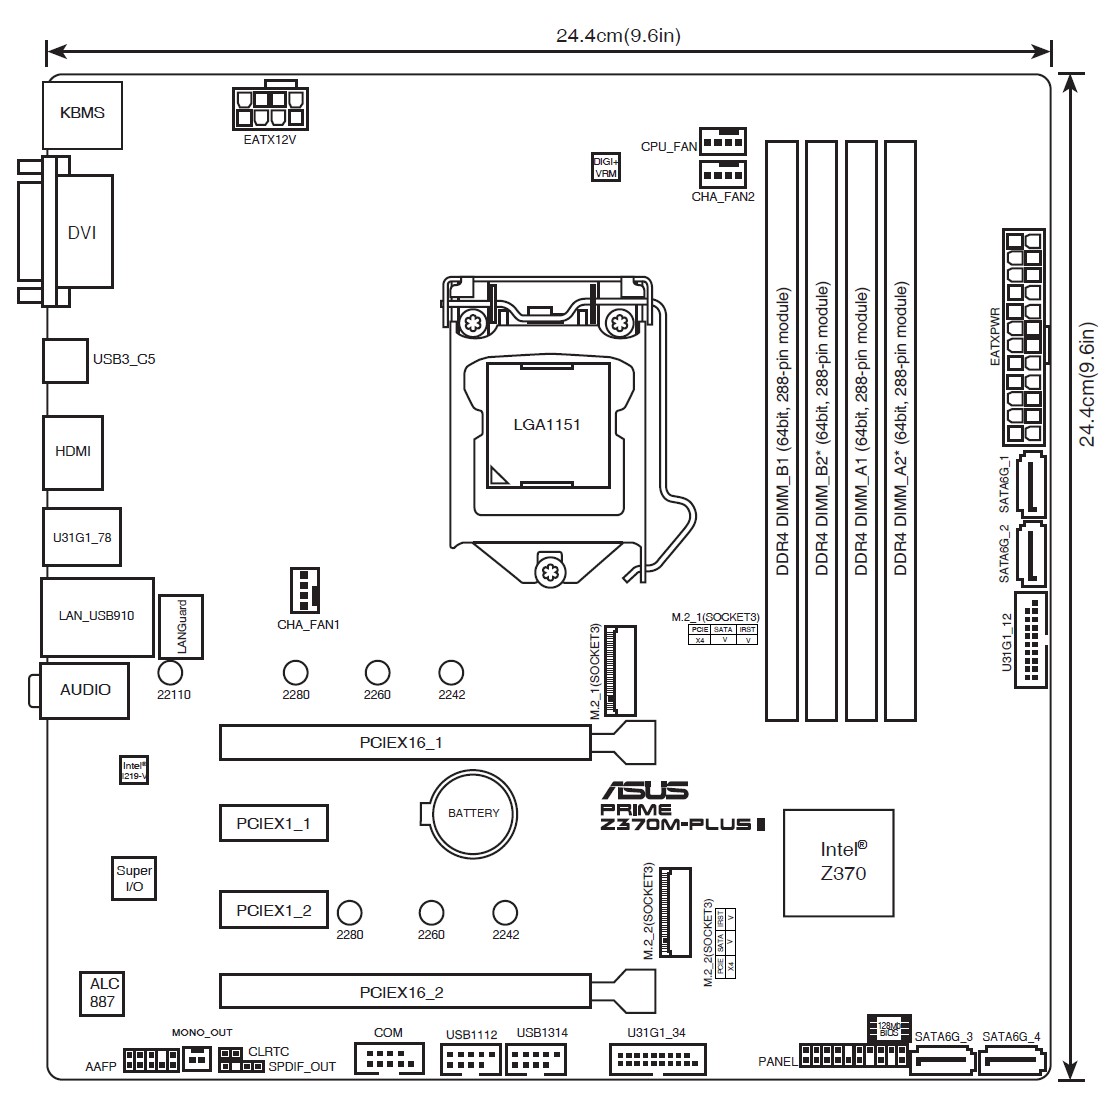 24.4cm(9.6in)
KBMS
EATX12V
CPU_FAN
DIGI+
VRM
CHA_FAN2
DVI
24.4cm(9.6in)
EATXPWR
DDR4 DIMM_B1 (64bit, 288-pin module)
DDR4 DIMM_B2* (64bit, 288-pin module)
DDR4 DIMM_A1 (64bit, 288-pin module)
DDR4 DIMM_A2* (64bit, 288-pin module)
USB3_C5
LGA1151
HDMI
SATA6G_1
U31G1_78
SATA6G_2
LAN_USB910
LANGuard
CHA_FAN1
M.2_1(SOCKET3)
PCIE SATA IRST
X4 V V
U31G1_12
M.2_1(SOCKET3)
AUDIO
22110
2280
2260
2242
PCIEX16_1
Intel®
I219-V
ASUS
PRIME
Z370M-PLUS II
PCIEX1_1
BATTERY
Intel®
Z370
Super
I/O
PCIEX1_2
2280
2260
2242
M.2_2(SOCKET3)
M.2_2(SOCKET3)
PCIE SATA IRST
X4 V V
ALC
887
PCIEX16_2
128Mb
BIOS
MONO_OUT
COM
USB1112
USB1314
U31G1_34
SATA6G_3
SATA6G_4
AAFP
CLRTC
SPDIF_OUT
PANEL